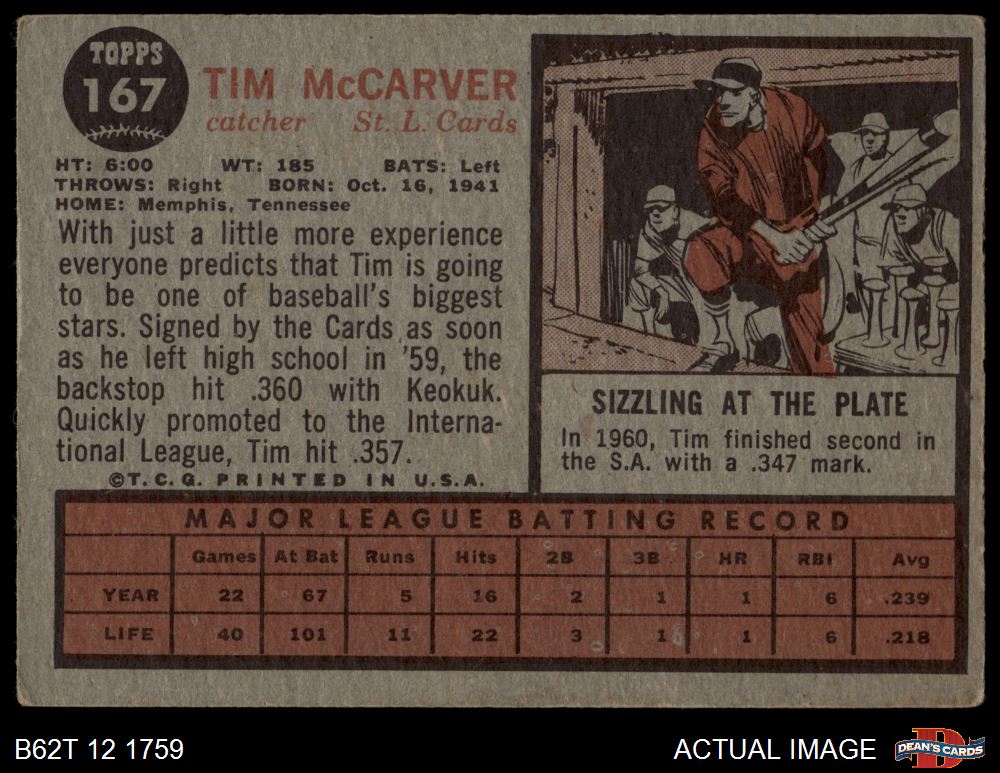 TOPPS
167
TIM McCARVER
catcher St. L. Cards
HT: 6:00 WT: 185 BATS: Left
THROWS: Right BORN: Oct. 16, 1941
HOME: Memphis, Tennessee
With just a little more experience
everyone predicts that Tim is going
to be one of baseball's biggest
stars. Signed by the Cards as soon
as he left high school in '59, the
backstop hit .360 with Keokuk.
Quickly promoted to the Interna-
tional League, Tim hit .357.
©T.C.G. PRINTED IN U.S.A.
SIZZLING AT THE PLATE
In 1960, Tim finished second in
the S.A. with a .347 mark.
MAJOR LEAGUE BATTING RECORD
Games At Bat Runs Hits 2B 3B HR RBI Avg
YEAR 22 67 5 16 2 1 1 6 .239
LIFE 40 101 11 22 3 1 1 6 .218
B62T 12 1759
ACTUAL IMAGE
DEAN'S CARDS